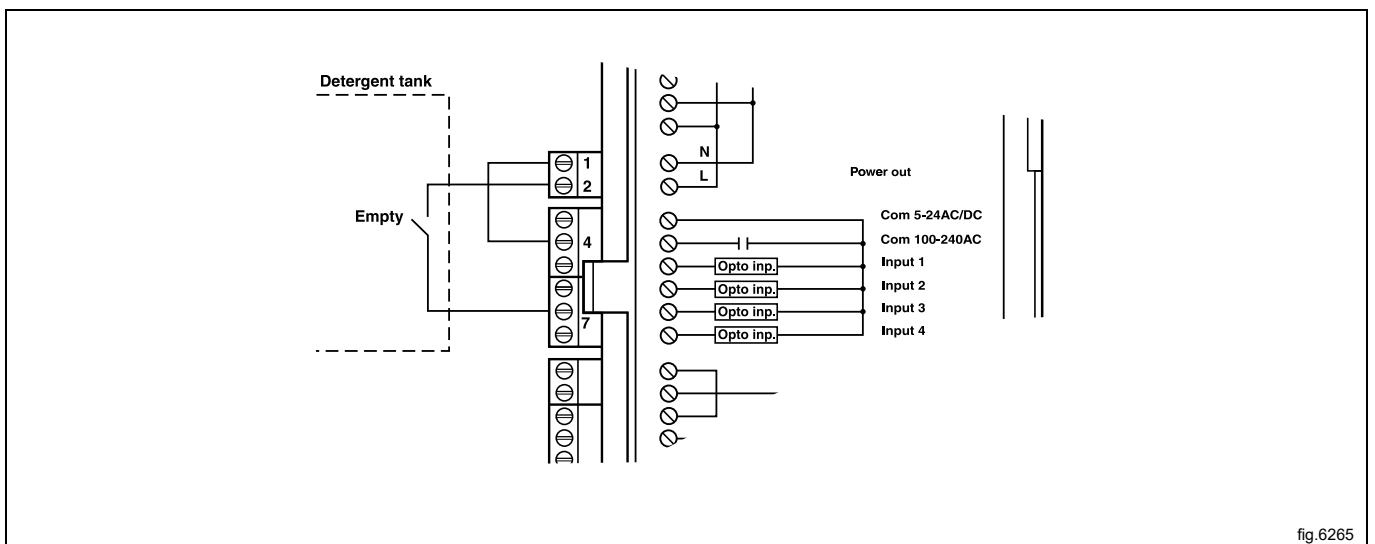 Detergent tank
N
1
Power out
L
2
Com 5-24AC/DC
Empty
Com 100-240AC
4
Opto inp.
Input 1
Opto inp.
Input 2
Opto inp.
Input 3
7
Opto inp.
Input 4
fig.6265